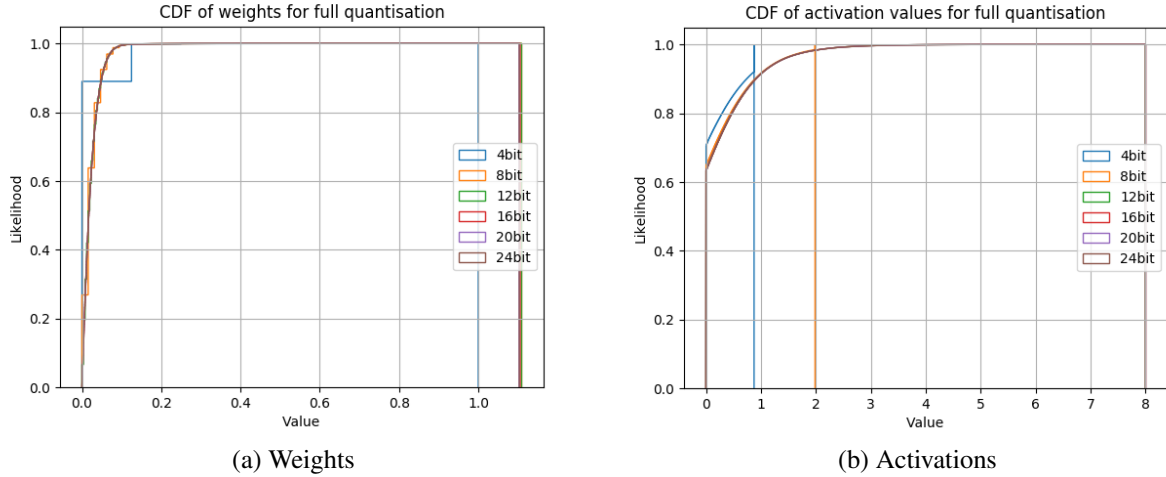 CDF of weights for full quantisation
1.0
0.8
0.6
0.4
0.2
0.0
Likelihood
0.0 0.2 0.4 0.6 0.8 1.0
Value
4bit
8bit
12bit
16bit
20bit
24bit
(a) Weights
CDF of activation values for full quantisation
1.0
0.8
0.6
0.4
0.2
0.0
Likelihood
0 1 2 3 4 5 6 7 8
Value
4bit
8bit
12bit
16bit
20bit
24bit
(b) Activations